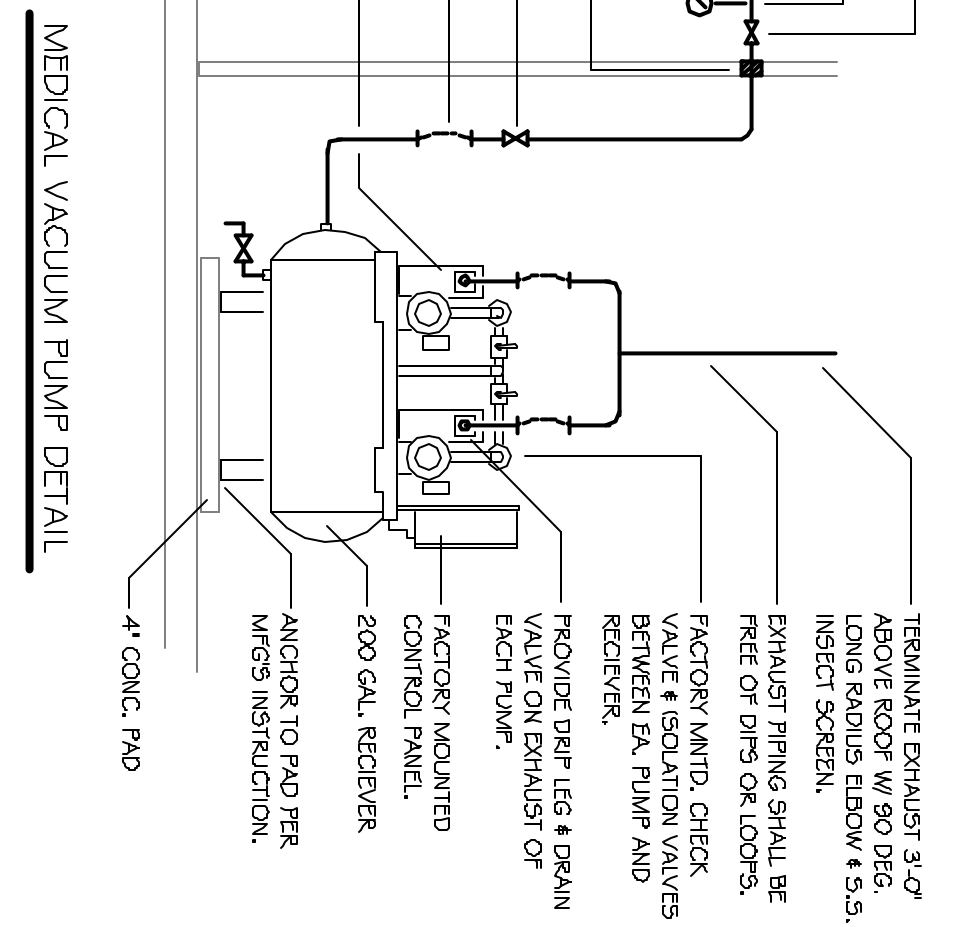 TERMINATE EXHAUST 3'-0"
ABOVE ROOF W/ 90 DEG.
LONG RADIUS ELBOW & S.S.
INSECT SCREEN.
EXHAUST PIPING SHALL BE
FREE OF DIPS OR LOOPS.
FACTORY MNTD. CHECK
VALVE & ISOLATION VALVES
BETWEEN EA. PUMP AND
RECIEVER.
PROVIDE DRIP LEG & DRAIN
VALVE ON EXHAUST OF
EACH PUMP.
FACTORY MOUNTED
CONTROL PANEL.
200 GAL. RECIEVER
ANCHOR TO PAD PER
MFG'S INSTRUCTION.
4" CONC. PAD
MEDICAL VACUUM PUMP DETAIL